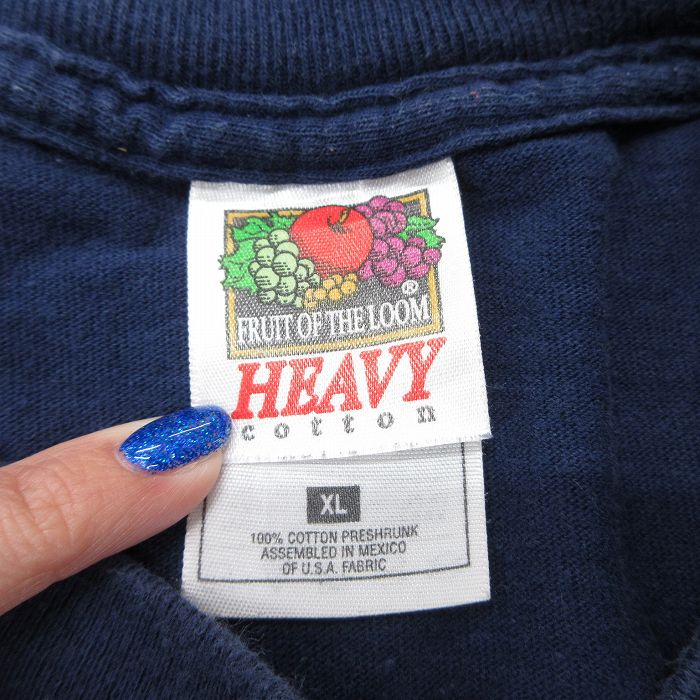 FRUIT OF THE LOOM ®
HEAVY
cotton
XL
100% COTTON PRESHRUNK
ASSEMBLED IN MEXICO
OF U.S.A. FABRIC